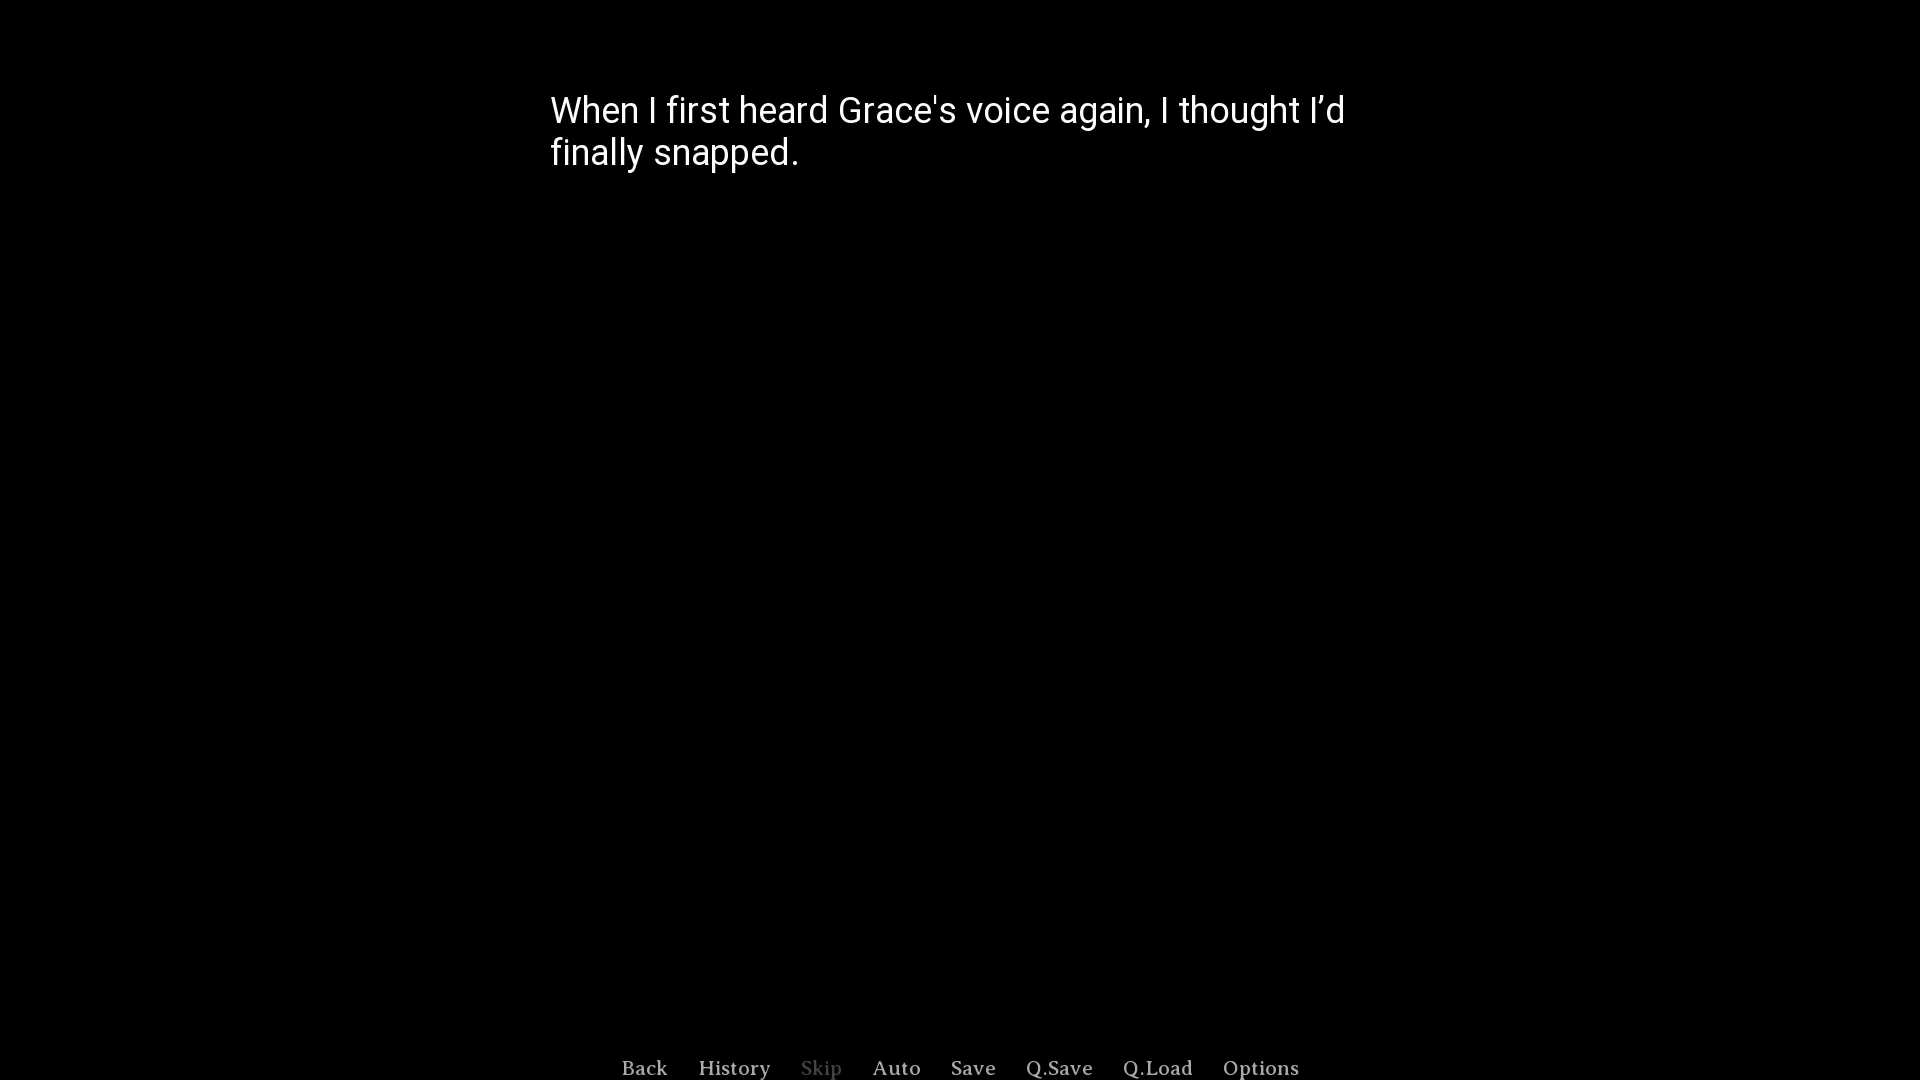 When I first heard Grace's voice again, I thought I’d
finally snapped.
Back History Skip Auto Save Q.Save Q.Load Options